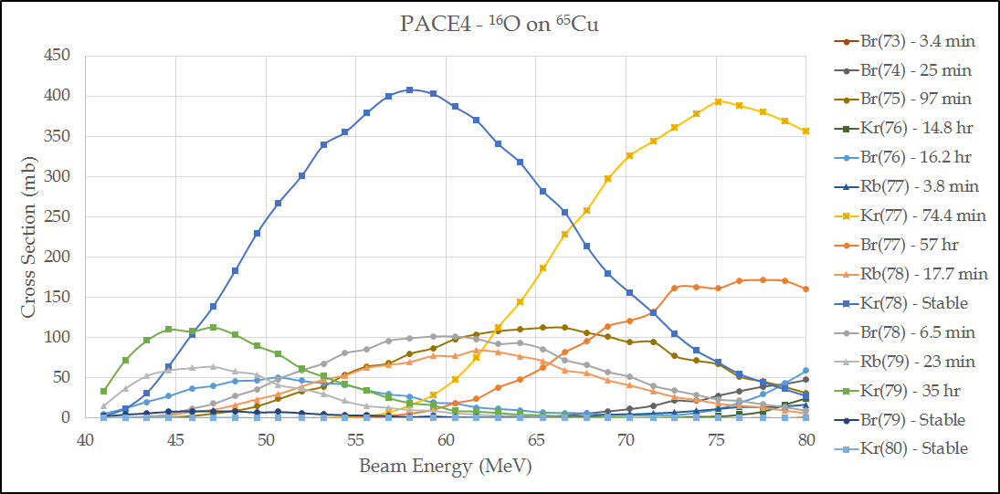 PACE4 - ¹⁶O on ⁶⁵Cu
450
400
350
300
250
200
150
100
50
0
Cross Section (mb)
40
45
50
55
60
65
70
75
80
Beam Energy (MeV)
Br(73) - 3.4 min
Br(74) - 25 min
Br(75) - 97 min
Kr(76) - 14.8 hr
Br(76) - 16.2 hr
Rb(77) - 3.8 min
Kr(77) - 74.4 min
Br(77) - 57 hr
Rb(78) - 17.7 min
Kr(78) - Stable
Br(78) - 6.5 min
Rb(79) - 23 min
Kr(79) - 35 hr
Br(79) - Stable
Kr(80) - Stable